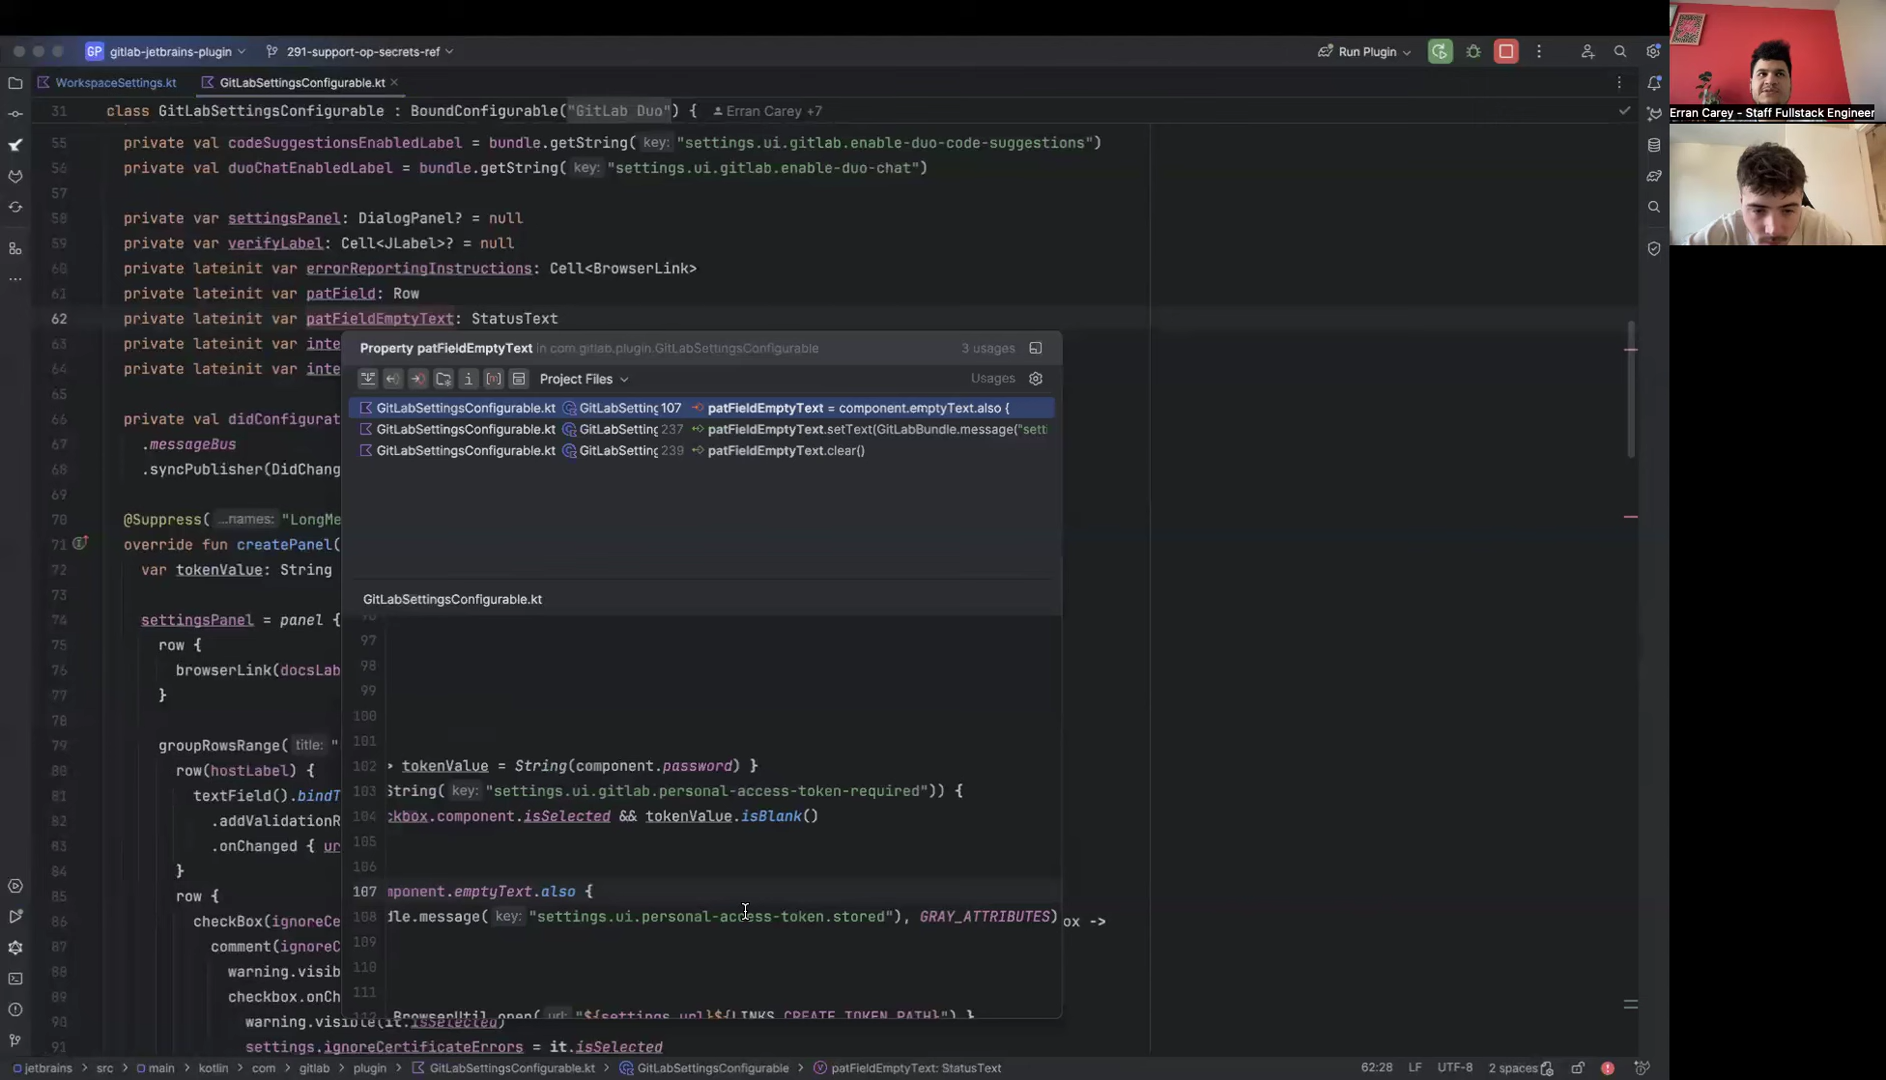 GP gitlab-jetbrains-plugin 291-support-op-secrets-ref Run Plugin
WorkspaceSettings.kt GitLabSettingsConfigurable.kt
31 class GitLabSettingsConfigurable : BoundConfigurable("GitLab Duo") { Erran Carey +7
Erran Carey - Staff Fullstack Engineer
55 private val codeSuggestionsEnabledLabel = bundle.getString( key: "settings.ui.gitlab.enable-duo-code-suggestions")
56 private val duoChatEnabledLabel = bundle.getString( key: "settings.ui.gitlab.enable-duo-chat")
57
58 private var settingsPanel: DialogPanel? = null
59 private var verifyLabel: Cell<JLabel>? = null
60 private lateinit var errorReportingInstructions: Cell<BrowserLink>
61 private lateinit var patField: Row
62 private lateinit var patFieldEmptyText: StatusText
63 private lateinit var inte
64 private lateinit var inte
65
66 private val didConfigurat
67 .messageBus
68 .syncPublisher(DidChang
69
70 @Suppress( ...names: "LongMe
71 override fun createPanel(
72 var tokenValue: String
73
74 settingsPanel = panel {
75 row {
76 browserLink(docsLab
77 }
78
79 groupRowsRange( title: "
80 row(hostLabel) {
81 textField().bindT
82 .addValidationR
83 .onChanged { ur
84 }
85 row {
86 checkBox(ignoreCe ox ->
87 comment(ignoreC
88 warning.visib
89 checkbox.onCh
90 warning.visible(it.isSelected)
91 settings.ignoreCertificateErrors = it.isSelected
Property patFieldEmptyText in com.gitlab.plugin.GitLabSettingsConfigurable 3 usages
Project Files Usages
GitLabSettingsConfigurable.kt GitLabSetting 107 patFieldEmptyText = component.emptyText.also {
GitLabSettingsConfigurable.kt GitLabSetting 237 patFieldEmptyText.setText(GitLabBundle.message("setti
GitLabSettingsConfigurable.kt GitLabSetting 239 patFieldEmptyText.clear()
GitLabSettingsConfigurable.kt
97
98
99
100
101
102 > tokenValue = String(component.password) }
103 String( key: "settings.ui.gitlab.personal-access-token-required")) {
104 ckbox.component.isSelected && tokenValue.isBlank()
105
106
107 mponent.emptyText.also {
108 dle.message( key: "settings.ui.personal-access-token.stored"), GRAY_ATTRIBUTES)
109
110
111
112 BrowserUtil.open( url: "${settings.url}${LINKS_CREATE_TOKEN_PATH}") }
jetbrains src main kotlin com gitlab plugin GitLabSettingsConfigurable.kt GitLabSettingsConfigurable patFieldEmptyText: StatusText 62:28 LF UTF-8 2 spaces